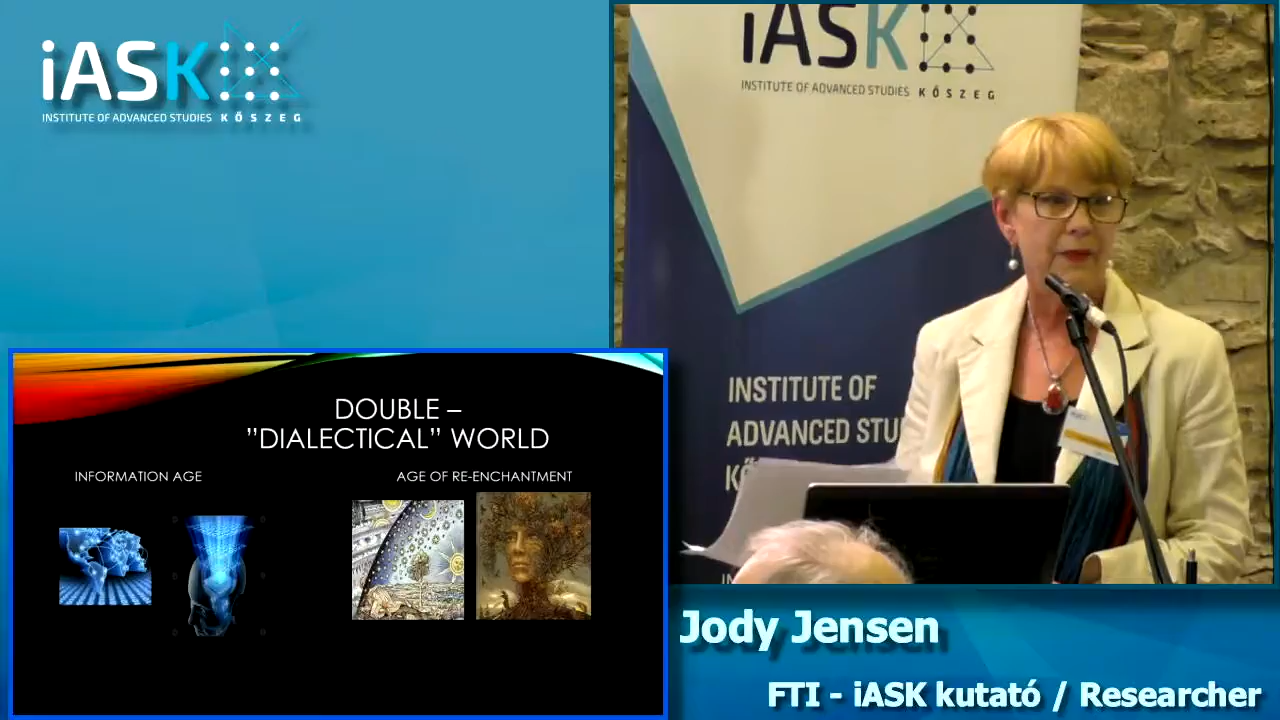 iASK
INSTITUTE OF ADVANCED STUDIES KŐSZEG
iASK
INSTITUTE OF ADVANCED STUDIES KŐSZEG
INSTITUTE OF
ADVANCED STU
KŐ
DOUBLE –
”DIALECTICAL” WORLD
INFORMATION AGE
AGE OF RE-ENCHANTMENT
Jody Jensen
FTI - iASK kutató / Researcher